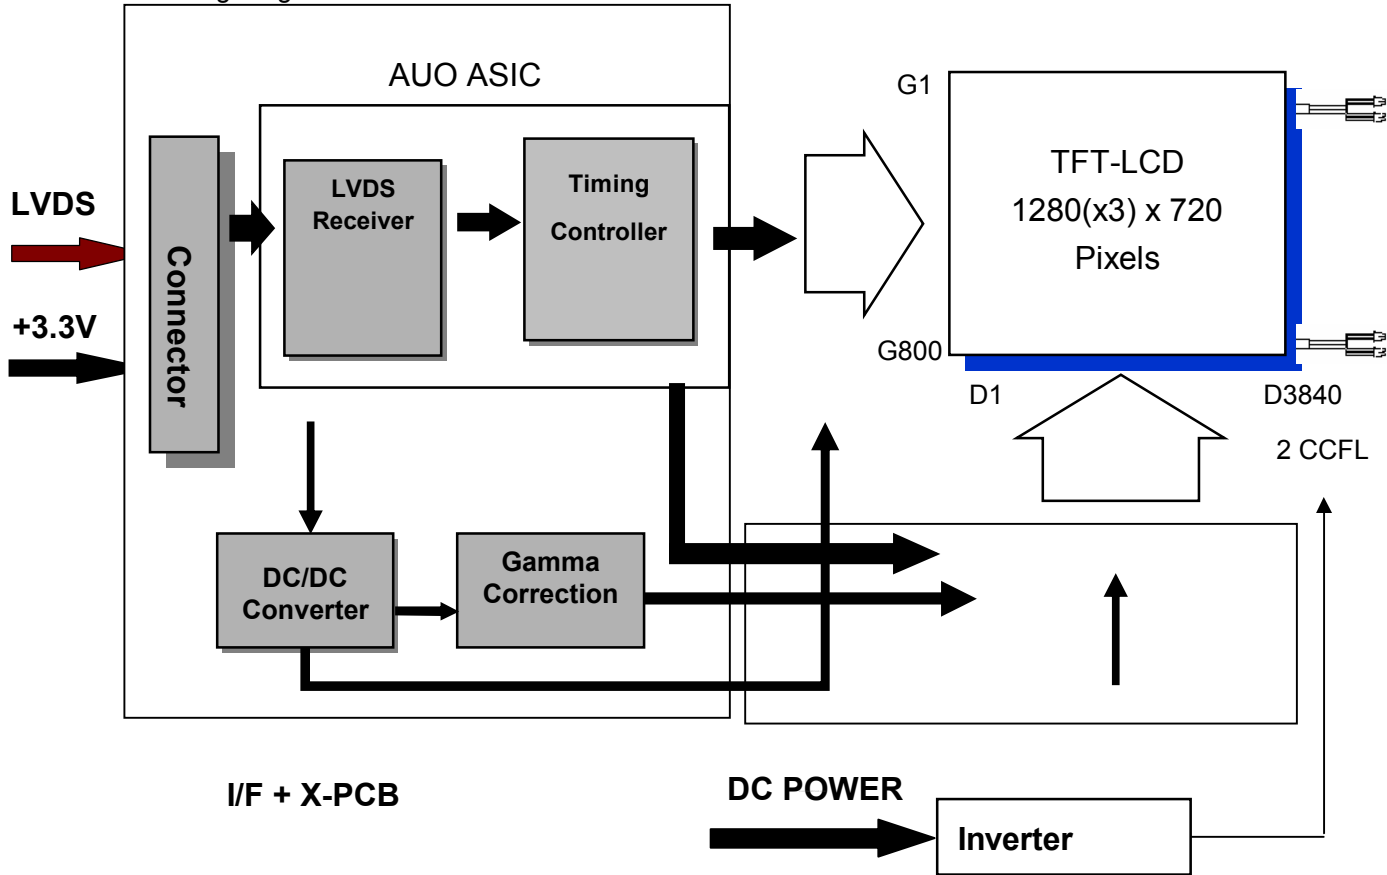 AUO ASIC
G1
TFT-LCD
1280(x3) x 720
Pixels
LVDS
Receiver
Timing
Controller
LVDS
+3.3V
Connector
G800
D1
D3840
2 CCFL
DC/DC
Converter
Gamma
Correction
I/F + X-PCB
DC POWER
Inverter